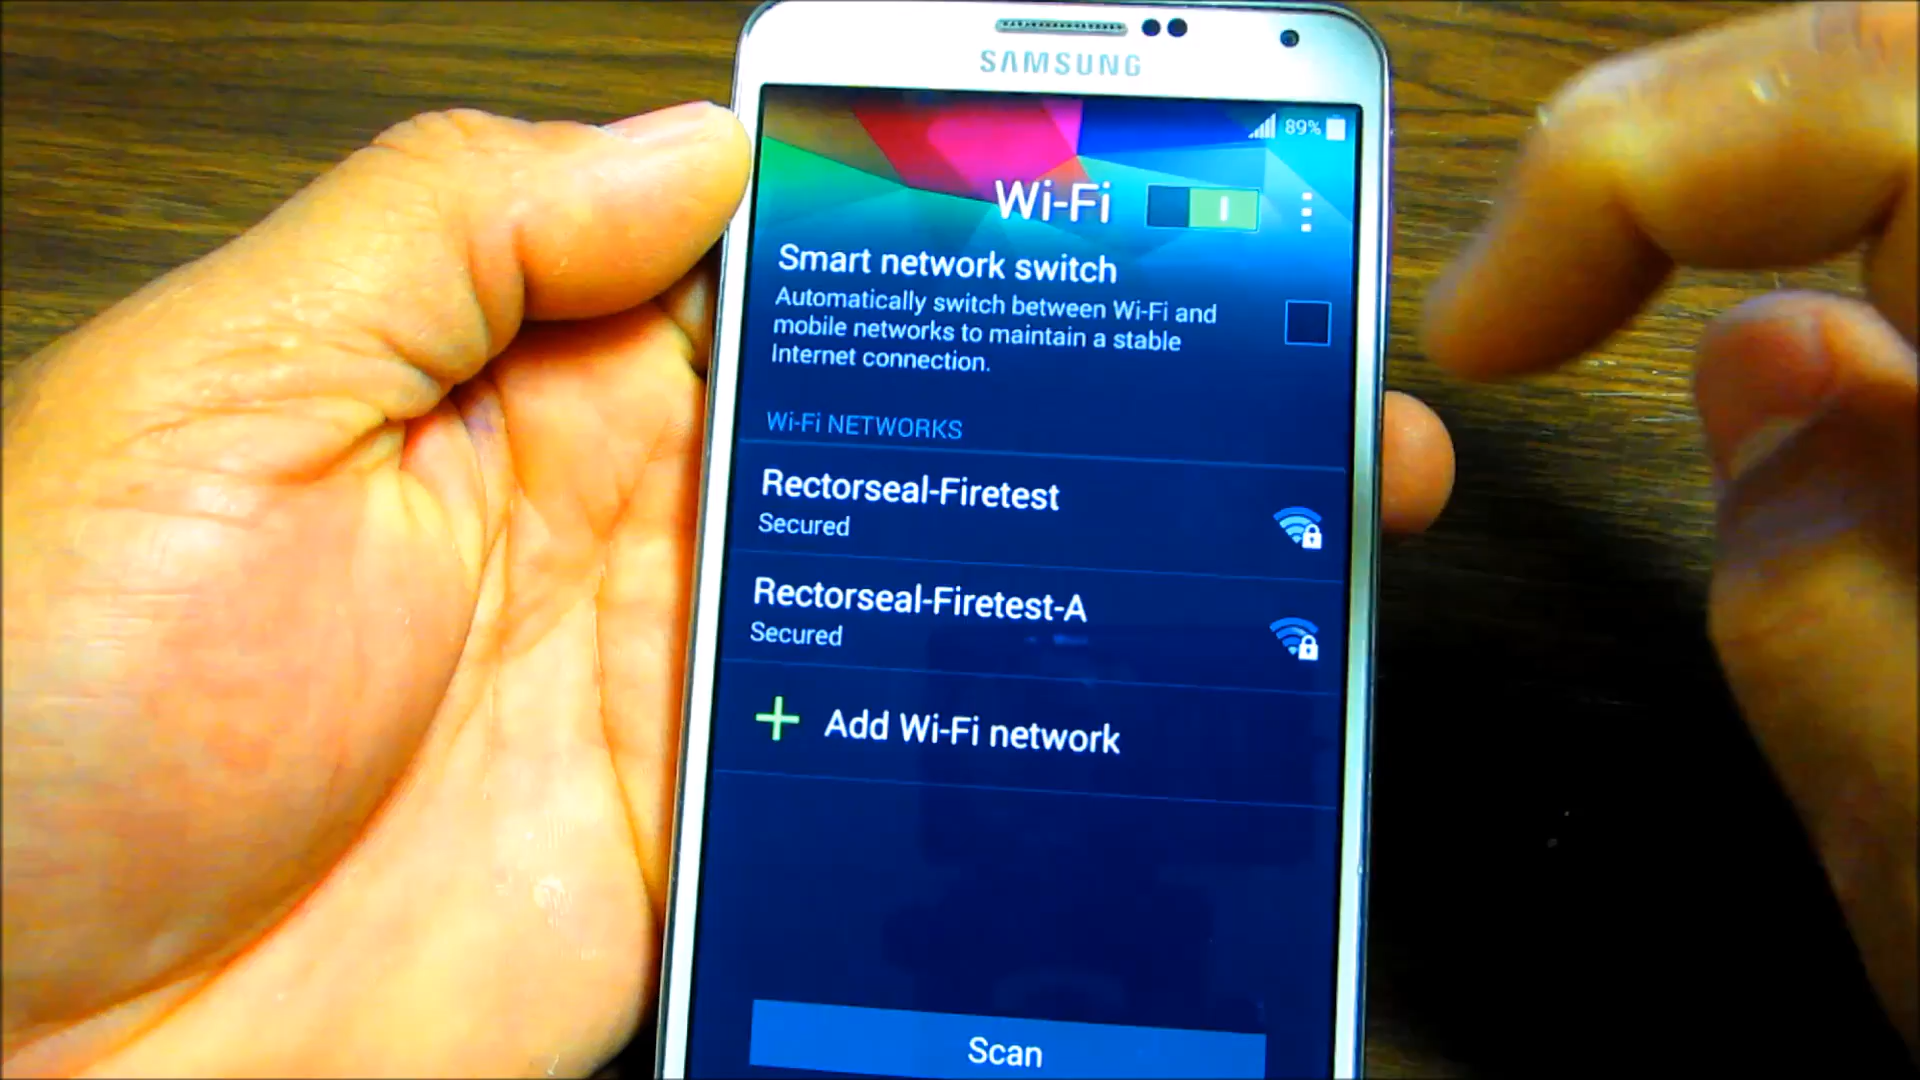 SAMSUNG
89%
Wi-Fi
Smart network switch
Automatically switch between Wi-Fi and
mobile networks to maintain a stable
Internet connection.
Wi-Fi NETWORKS
Rectorseal-Firetest
Secured
Rectorseal-Firetest-A
Secured
Add Wi-Fi network
Scan